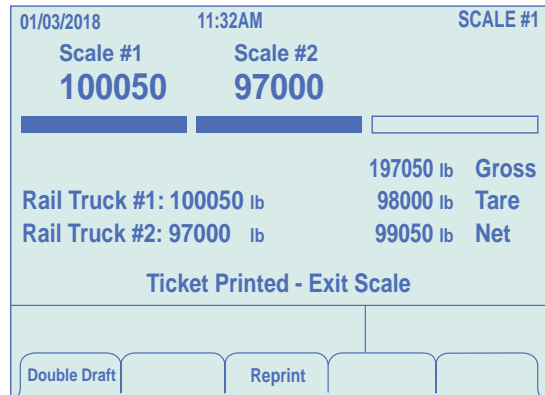 01/03/2018 11:32AM SCALE #1
Scale #1 Scale #2
100050 97000
197050 lb Gross
Rail Truck #1: 100050 lb 98000 lb Tare
Rail Truck #2: 97000 lb 99050 lb Net
Ticket Printed - Exit Scale
Double Draft Reprint